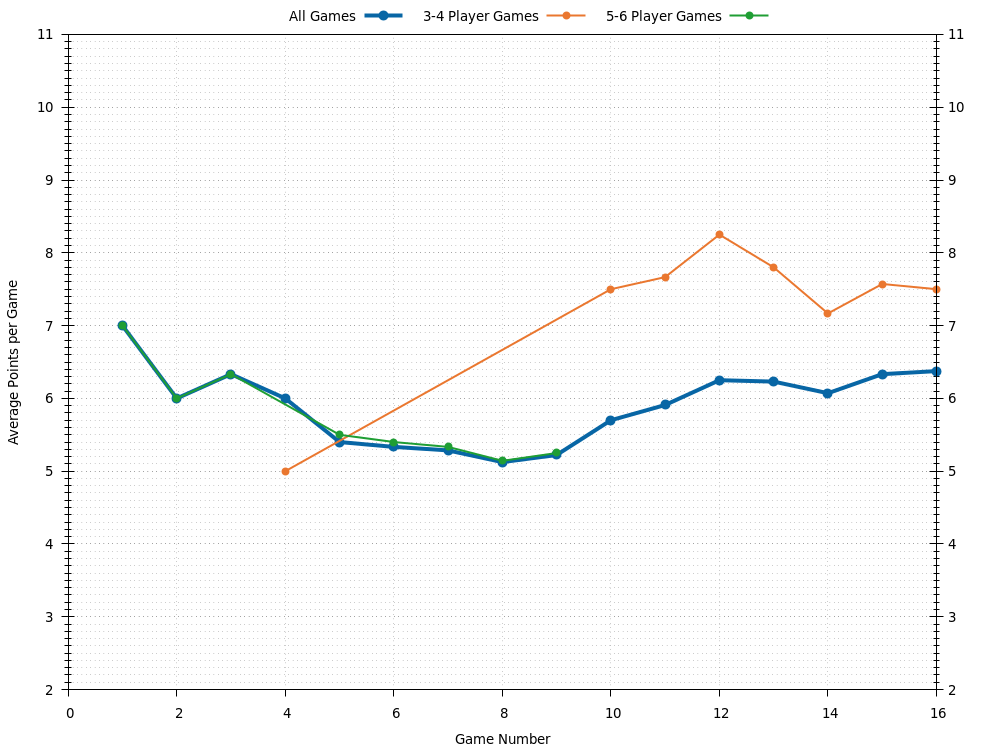 All Games 3-4 Player Games 5-6 Player Games
11 11
10 10
9 9
8 8
7 7
6 6
5 5
4 4
3 3
2 2
Average Points per Game
0 2 4 6 8 10 12 14 16
Game Number